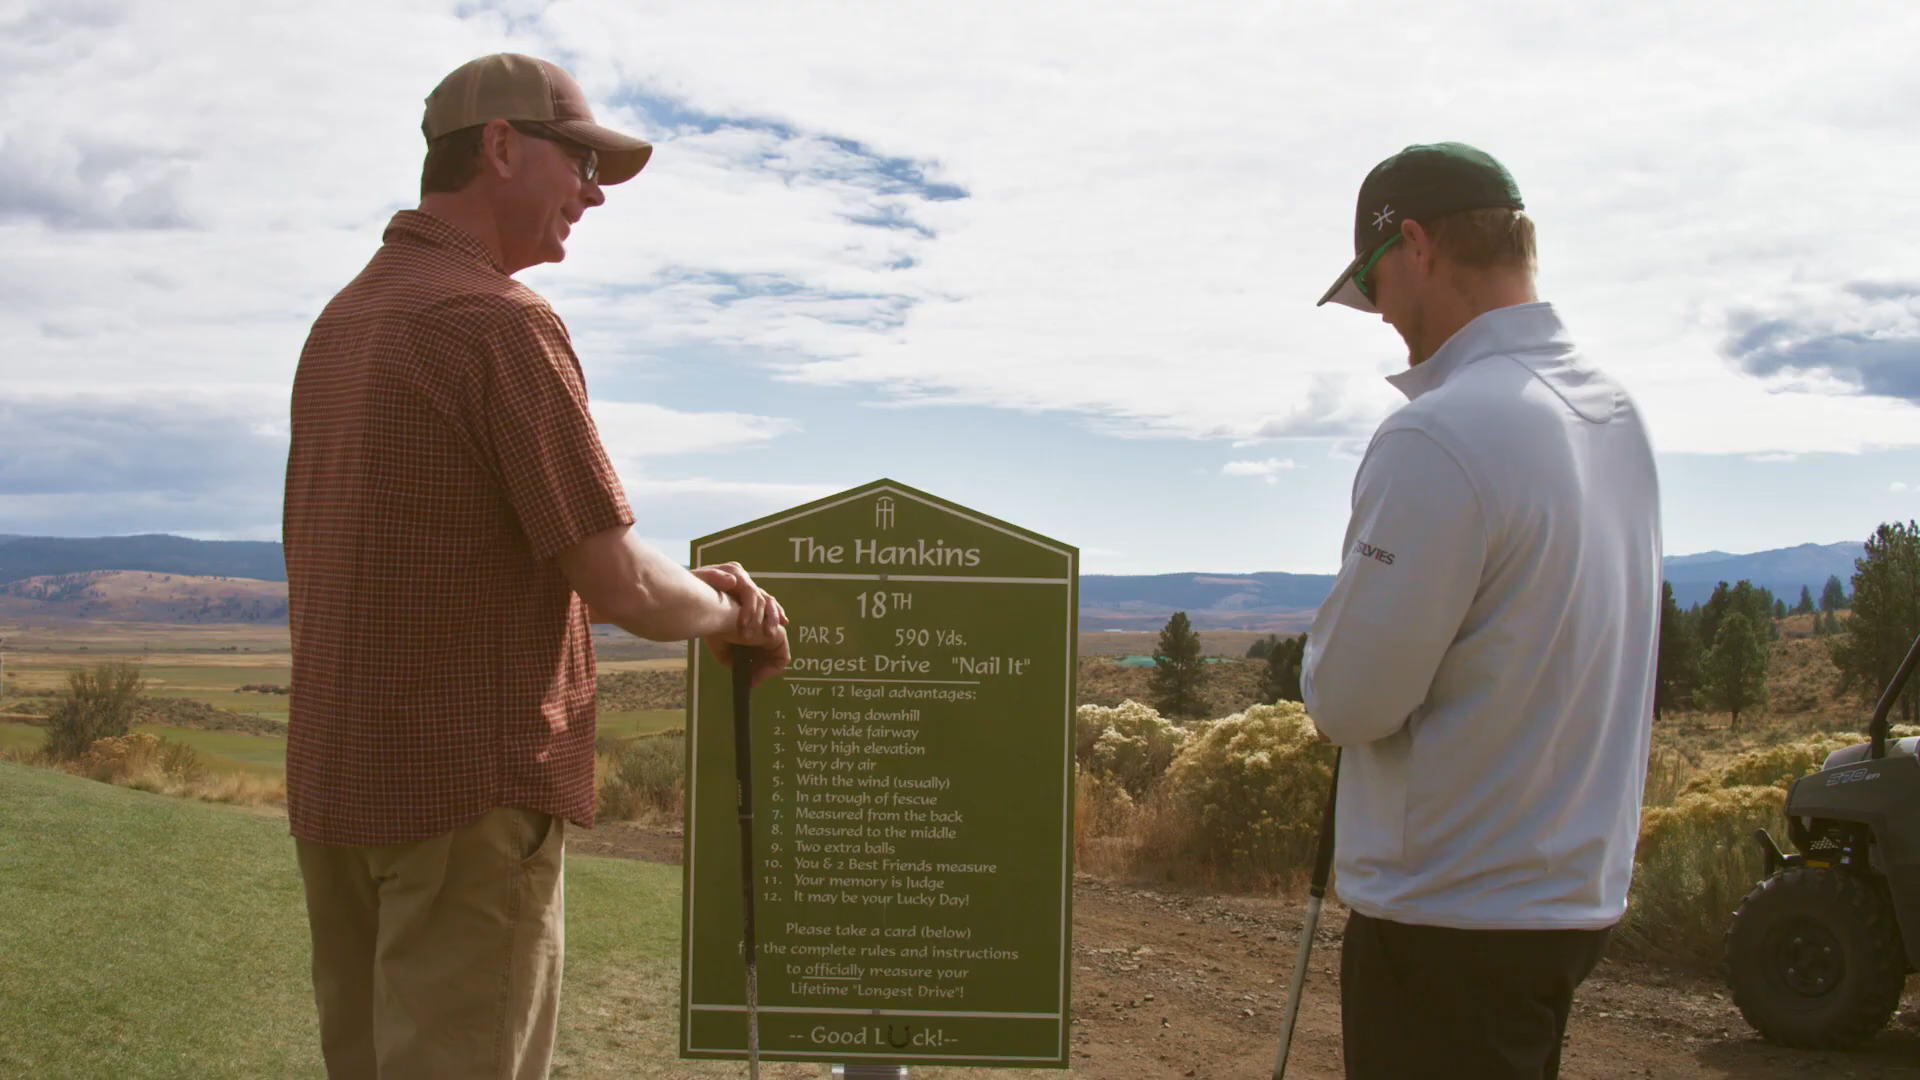 The Hankins
18TH
PAR 5 590 Yds.
Longest Drive "Nail It"
Your 12 legal advantages:
1. Very long downhill
2. Very wide fairway
3. Very high elevation
4. Very dry air
5. With the wind (usually)
6. In a trough of fescue
7. Measured from the back
8. Measured to the middle
9. Two extra balls
10. You & 2 Best Friends measure
11. Your memory is Judge
12. It may be your Lucky Day!
Please take a card (below)
for the complete rules and instructions
to officially measure your
Lifetime "Longest Drive"!
-- Good Luck!--
SILVIES
570